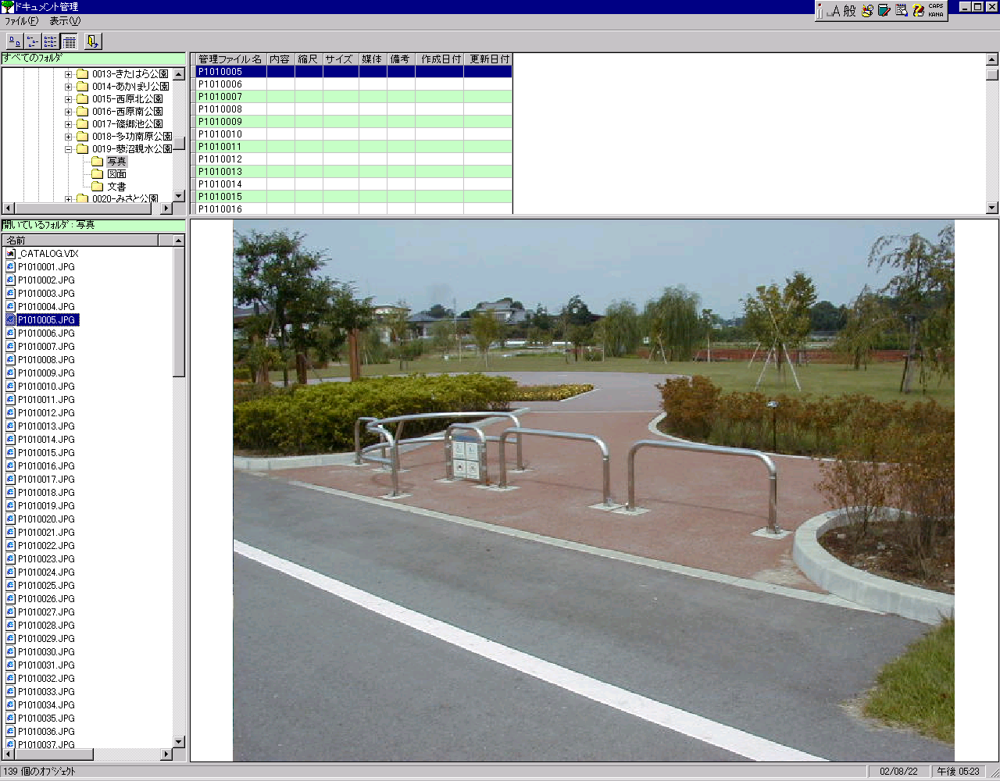 ドキュメント管理
ファイル(F) 表示(V)
A 般 CAPS KANA
すべてのフォルダ
0013-きたはら公園
0014-あかばり公園
0015-西原北公園
0016-西原南公園
0017-篠郷池公園
0018-多功南原公園
0019-蓼沼親水公園
写真
図面
文書
0020-みさと公園
管理ファイル名 内容 縮尺 サイズ 媒体 備考 作成日付 更新日付
P1010005
P1010006
P1010007
P1010008
P1010009
P1010010
P1010011
P1010012
P1010013
P1010014
P1010015
P1010016
開いているフォルダ: 写真
名前
_CATALOG.VIX
P1010001.JPG
P1010002.JPG
P1010003.JPG
P1010004.JPG
P1010005.JPG
P1010006.JPG
P1010007.JPG
P1010008.JPG
P1010009.JPG
P1010010.JPG
P1010011.JPG
P1010012.JPG
P1010013.JPG
P1010014.JPG
P1010015.JPG
P1010016.JPG
P1010017.JPG
P1010018.JPG
P1010019.JPG
P1010020.JPG
P1010021.JPG
P1010022.JPG
P1010023.JPG
P1010024.JPG
P1010025.JPG
P1010026.JPG
P1010027.JPG
P1010028.JPG
P1010029.JPG
P1010030.JPG
P1010031.JPG
P1010032.JPG
P1010033.JPG
P1010034.JPG
P1010035.JPG
P1010036.JPG
P1010037.JPG
139 個のオブジェクト 02/08/22 午後 05:23